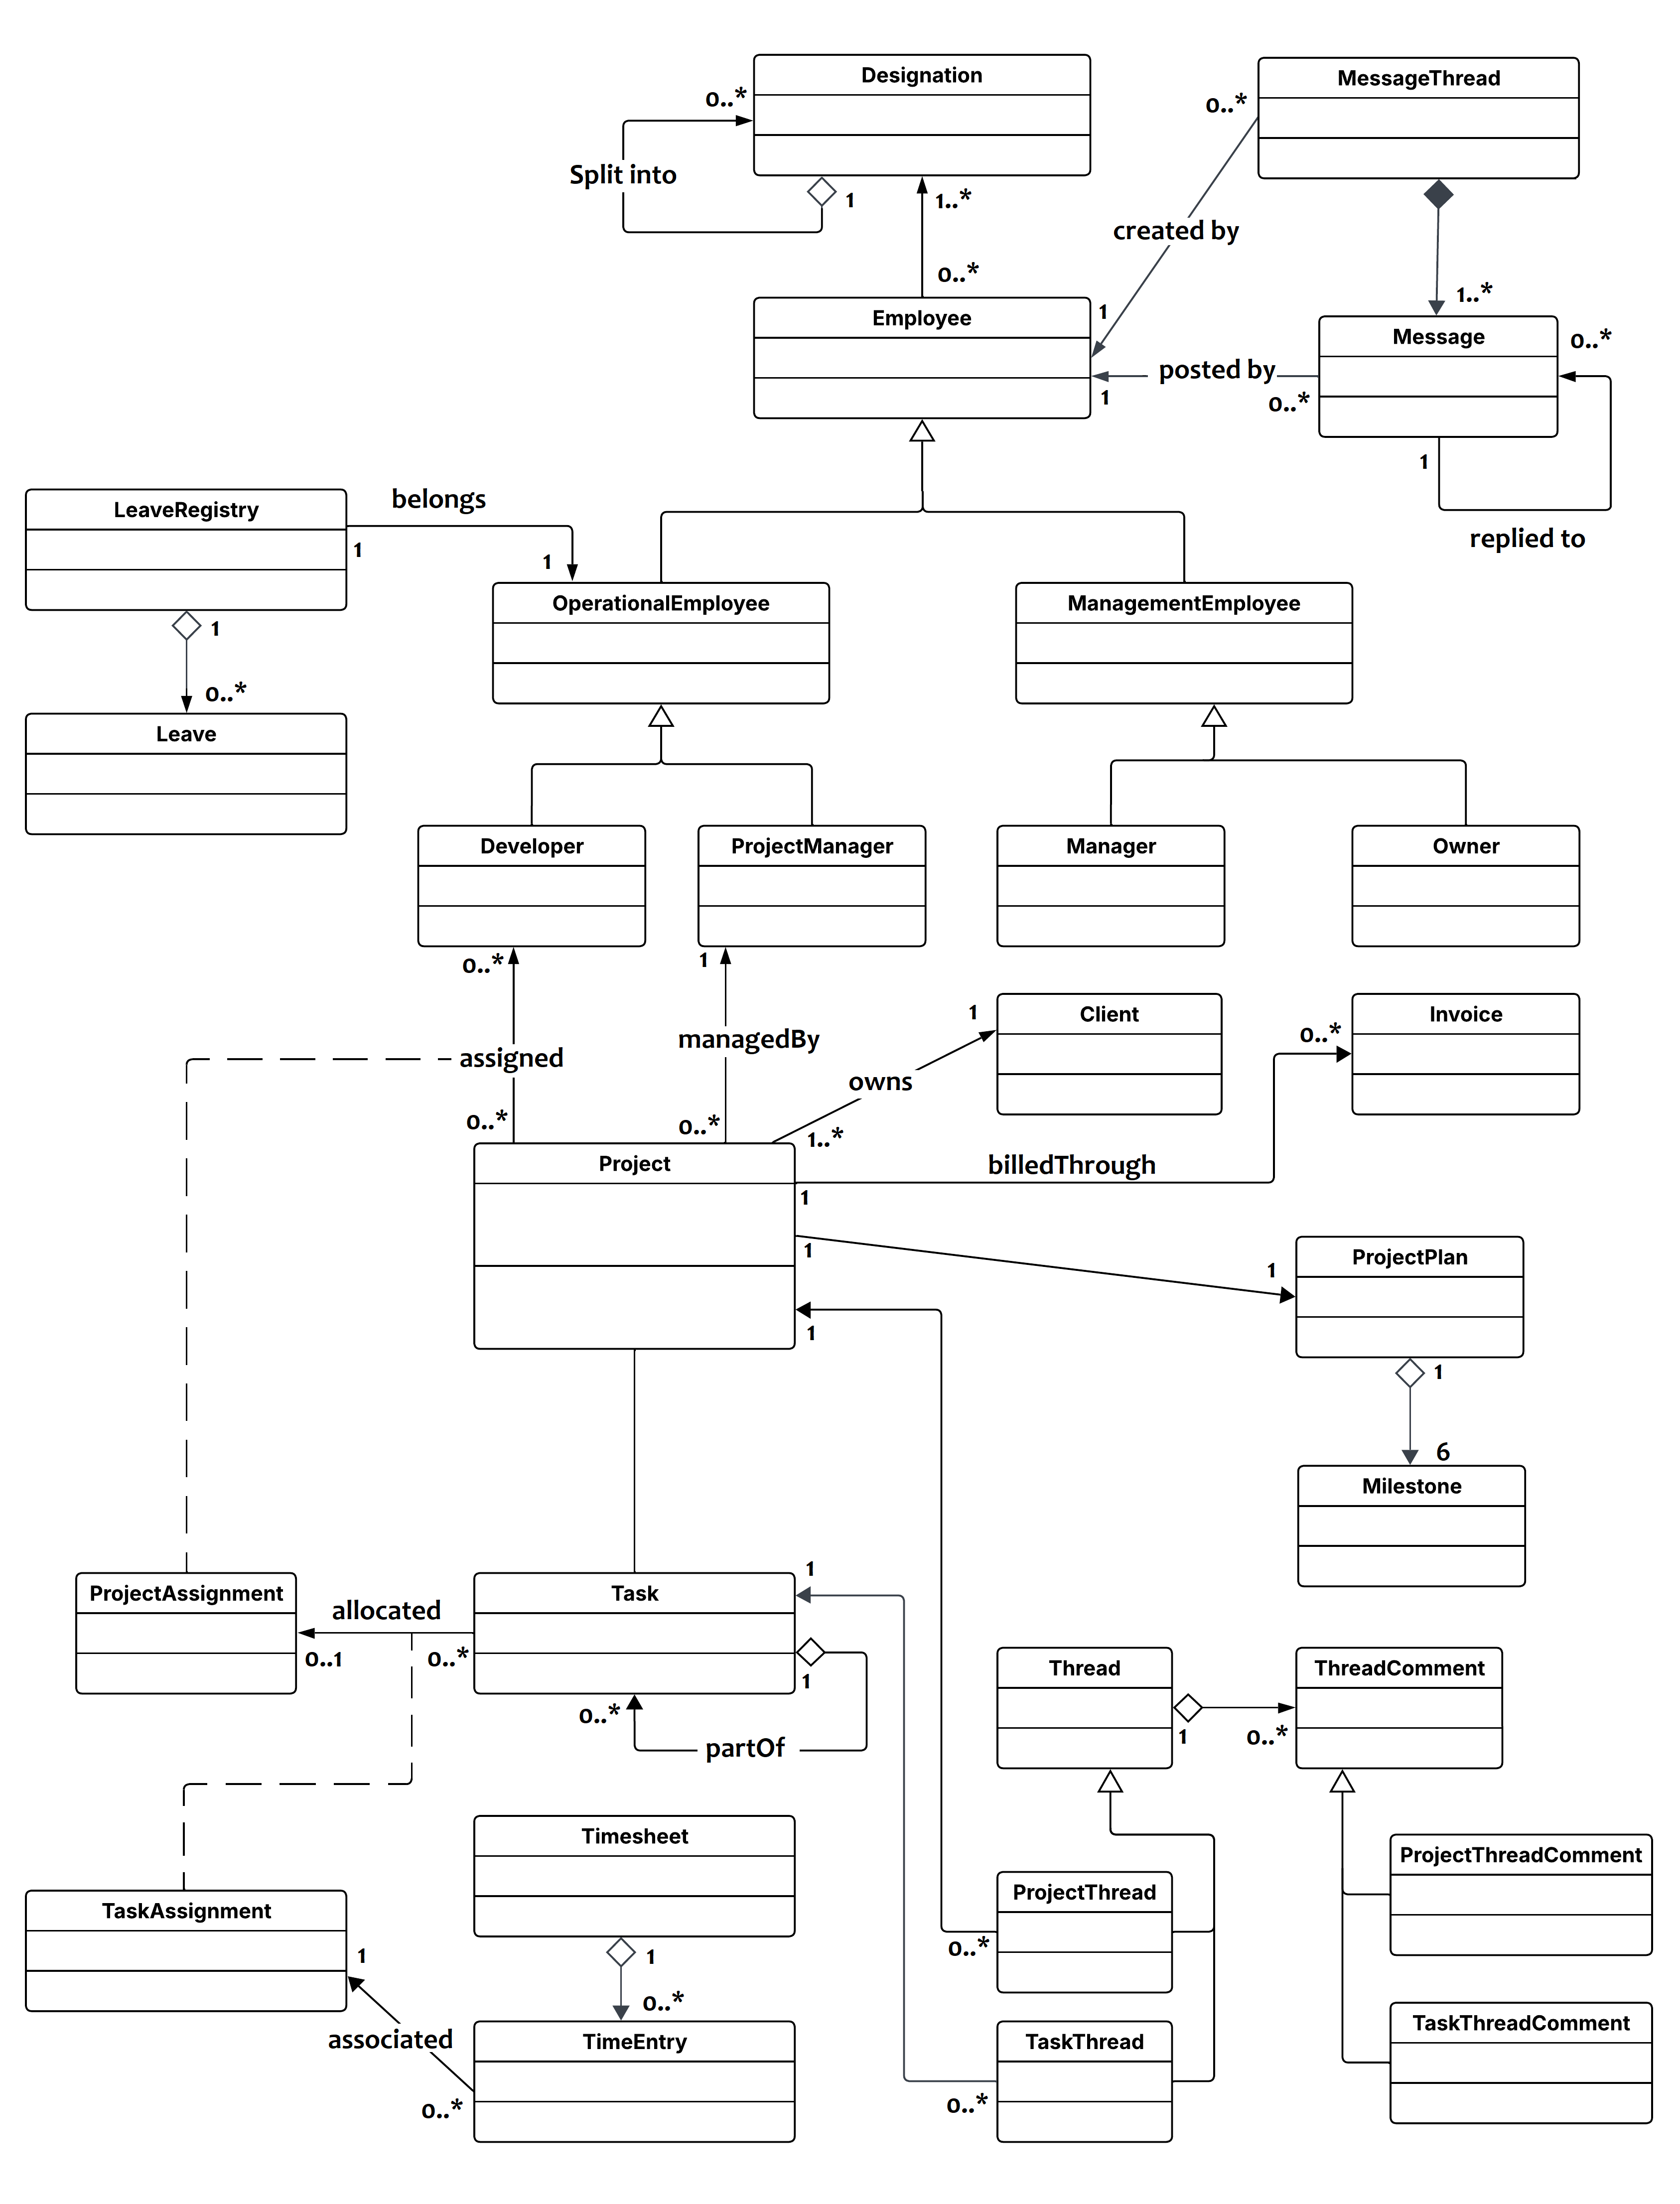 Designation
MessageThread
0..*
0..*
Split into
1
1..*
created by
0..*
1..*
Employee
1
Message
0..*
posted by
1
0..*
1
replied to
LeaveRegistry
belongs
1
1
OperationalEmployee
ManagementEmployee
1
0..*
Leave
Developer
ProjectManager
Manager
Owner
0..*
1
Client
Invoice
1
0..*
managedBy
assigned
owns
0..*
0..*
1..*
Project
billedThrough
1
1
ProjectPlan
1
1
1
6
Milestone
ProjectAssignment
Task
1
allocated
0..1
0..*
1
0..*
partOf
Thread
ThreadComment
1
0..*
Timesheet
ProjectThreadComment
TaskAssignment
ProjectThread
1
1
0..*
0..*
associated
TimeEntry
TaskThread
TaskThreadComment
0..*
0..*